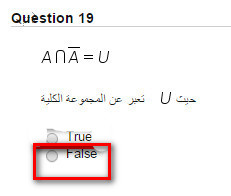 Question 19
A ∩ A̅ = U
حيث U تعبر عن المجموعة الكلية
True
False